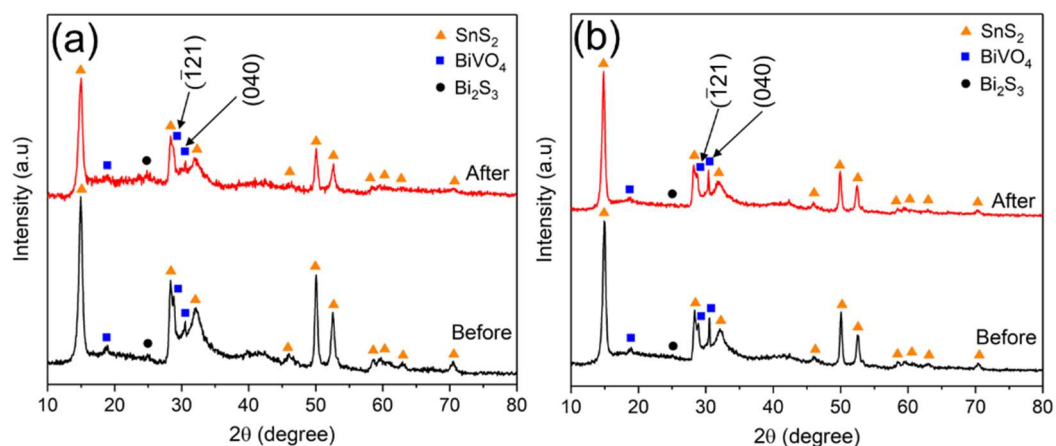 (a)
SnS₂
BiVO₄
Bi₂S₃
(1̅21)
(040)
After
Before
Intensity (a.u)
10 20 30 40 50 60 70 80
2θ (degree)
(b)
SnS₂
BiVO₄
Bi₂S₃
(1̅21)
(040)
After
Before
Intensity (a.u)
10 20 30 40 50 60 70 80
2θ (degree)